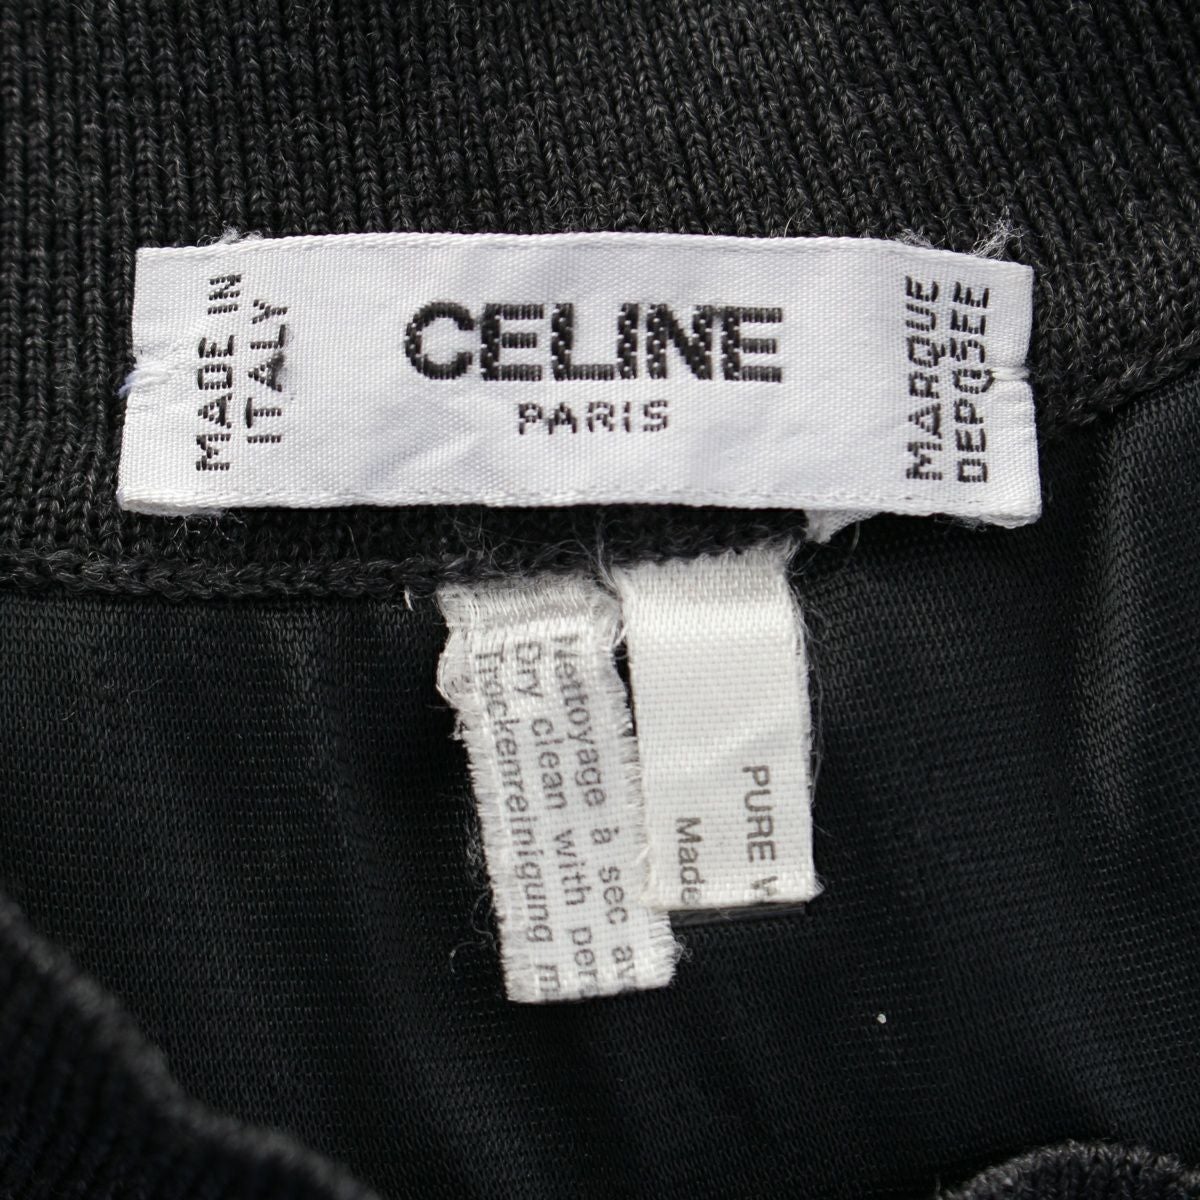 MADE IN
ITALY
CELINE
PARIS
MARQUE
DEPOSEE
Nettoyage à sec
Dry clean with
Trockenreinigung
PURE
Made